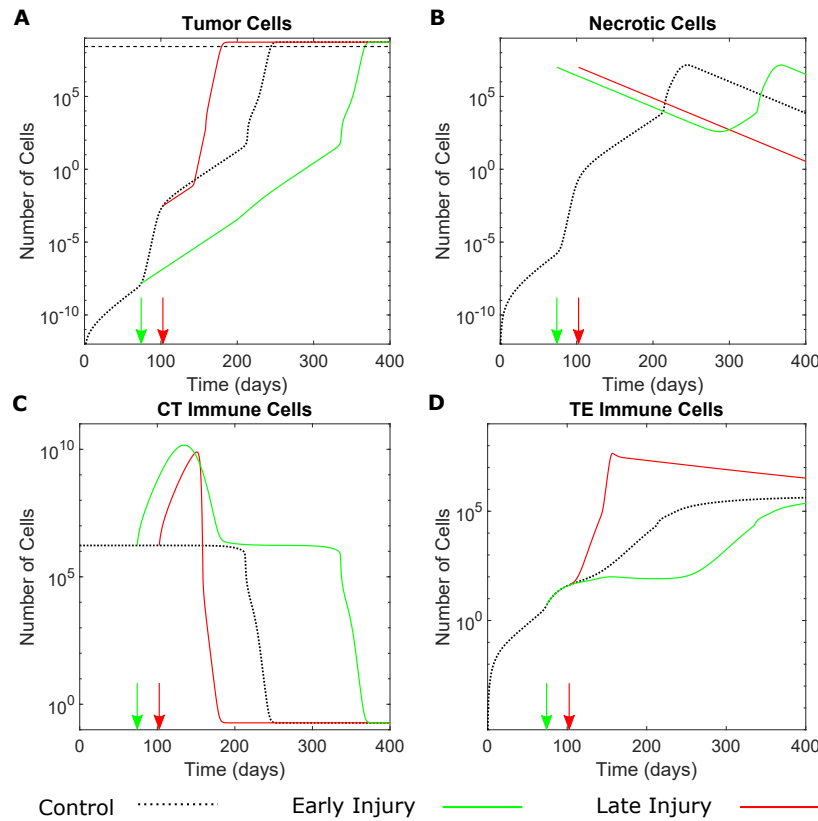 A
Tumor Cells
Number of Cells
10^5
10^0
10^-5
10^-10
0 100 200 300 400
Time (days)
B
Necrotic Cells
Number of Cells
10^5
10^0
10^-5
10^-10
0 100 200 300 400
Time (days)
C
CT Immune Cells
Number of Cells
10^10
10^5
10^0
0 100 200 300 400
Time (days)
D
TE Immune Cells
Number of Cells
10^5
10^0
0 100 200 300 400
Time (days)
Control Early Injury Late Injury